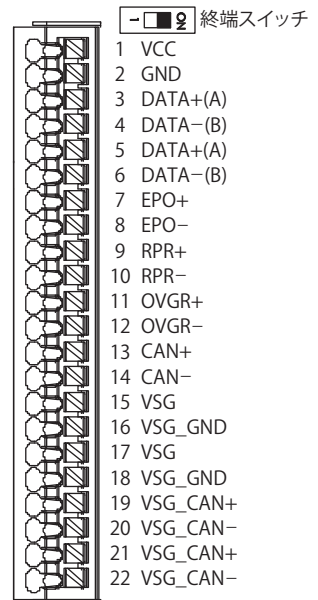 1 ON 終端スイッチ
1 VCC
2 GND
3 DATA+(A)
4 DATA−(B)
5 DATA+(A)
6 DATA−(B)
7 EPO+
8 EPO−
9 RPR+
10 RPR−
11 OVGR+
12 OVGR−
13 CAN+
14 CAN−
15 VSG
16 VSG_GND
17 VSG
18 VSG_GND
19 VSG_CAN+
20 VSG_CAN−
21 VSG_CAN+
22 VSG_CAN−